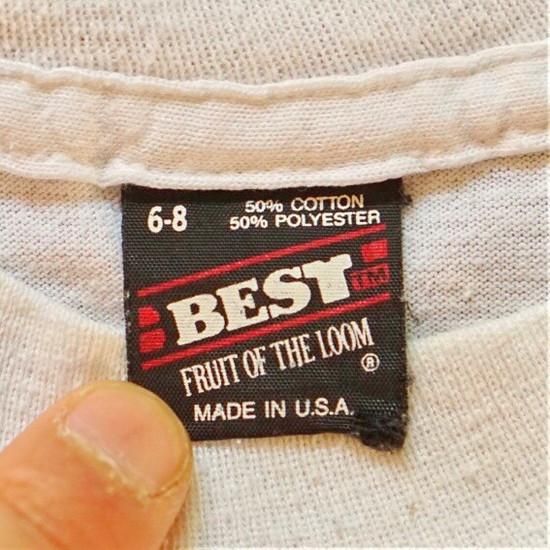 6-8
50% COTTON
50% POLYESTER
BEST TM
FRUIT OF THE LOOM ®
MADE IN U.S.A.